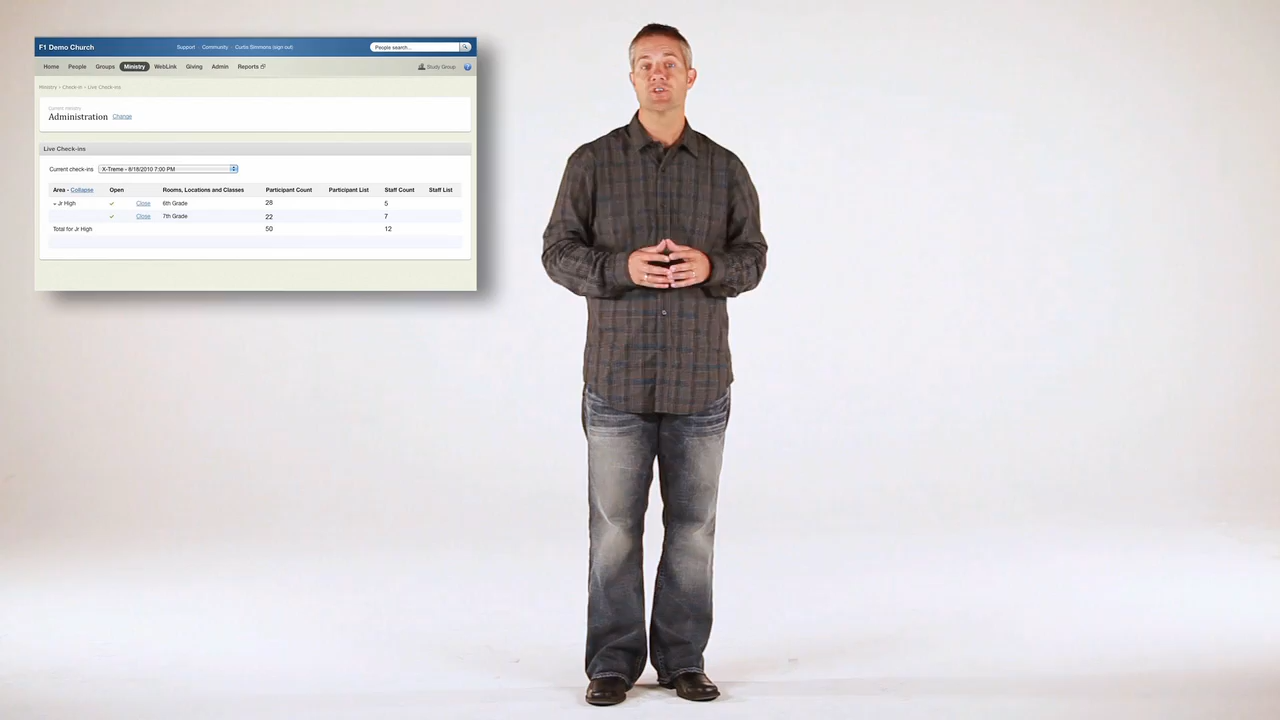 F1 Demo Church Support Community Curtis Simmons (sign out) People search...
Home People Groups Ministry WebLink Giving Admin Reports Study Group ?
Ministry › Check-in › Live Check-ins
Current ministry
Administration Change
Live Check-ins
Current check-ins X-Treme - 8/18/2010 7:00 PM
Area - Collapse Open Rooms, Locations and Classes Participant Count Participant List Staff Count Staff List
Jr High Close 6th Grade 28 5
Close 7th Grade 22 7
Total for Jr High 50 12